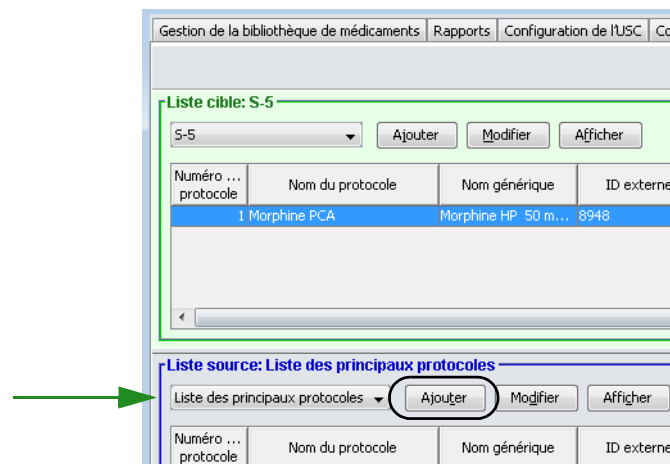 Gestion de la bibliothèque de médicaments Rapports Configuration de l'USC
Liste cible: S-5
S-5 Ajouter Modifier Afficher
Numéro ... protocole Nom du protocole Nom générique ID externe
1 Morphine PCA Morphine HP 50 m... 8948
Liste source: Liste des principaux protocoles
Liste des principaux protocoles Ajouter Modifier Afficher
Numéro ... protocole Nom du protocole Nom générique ID externe